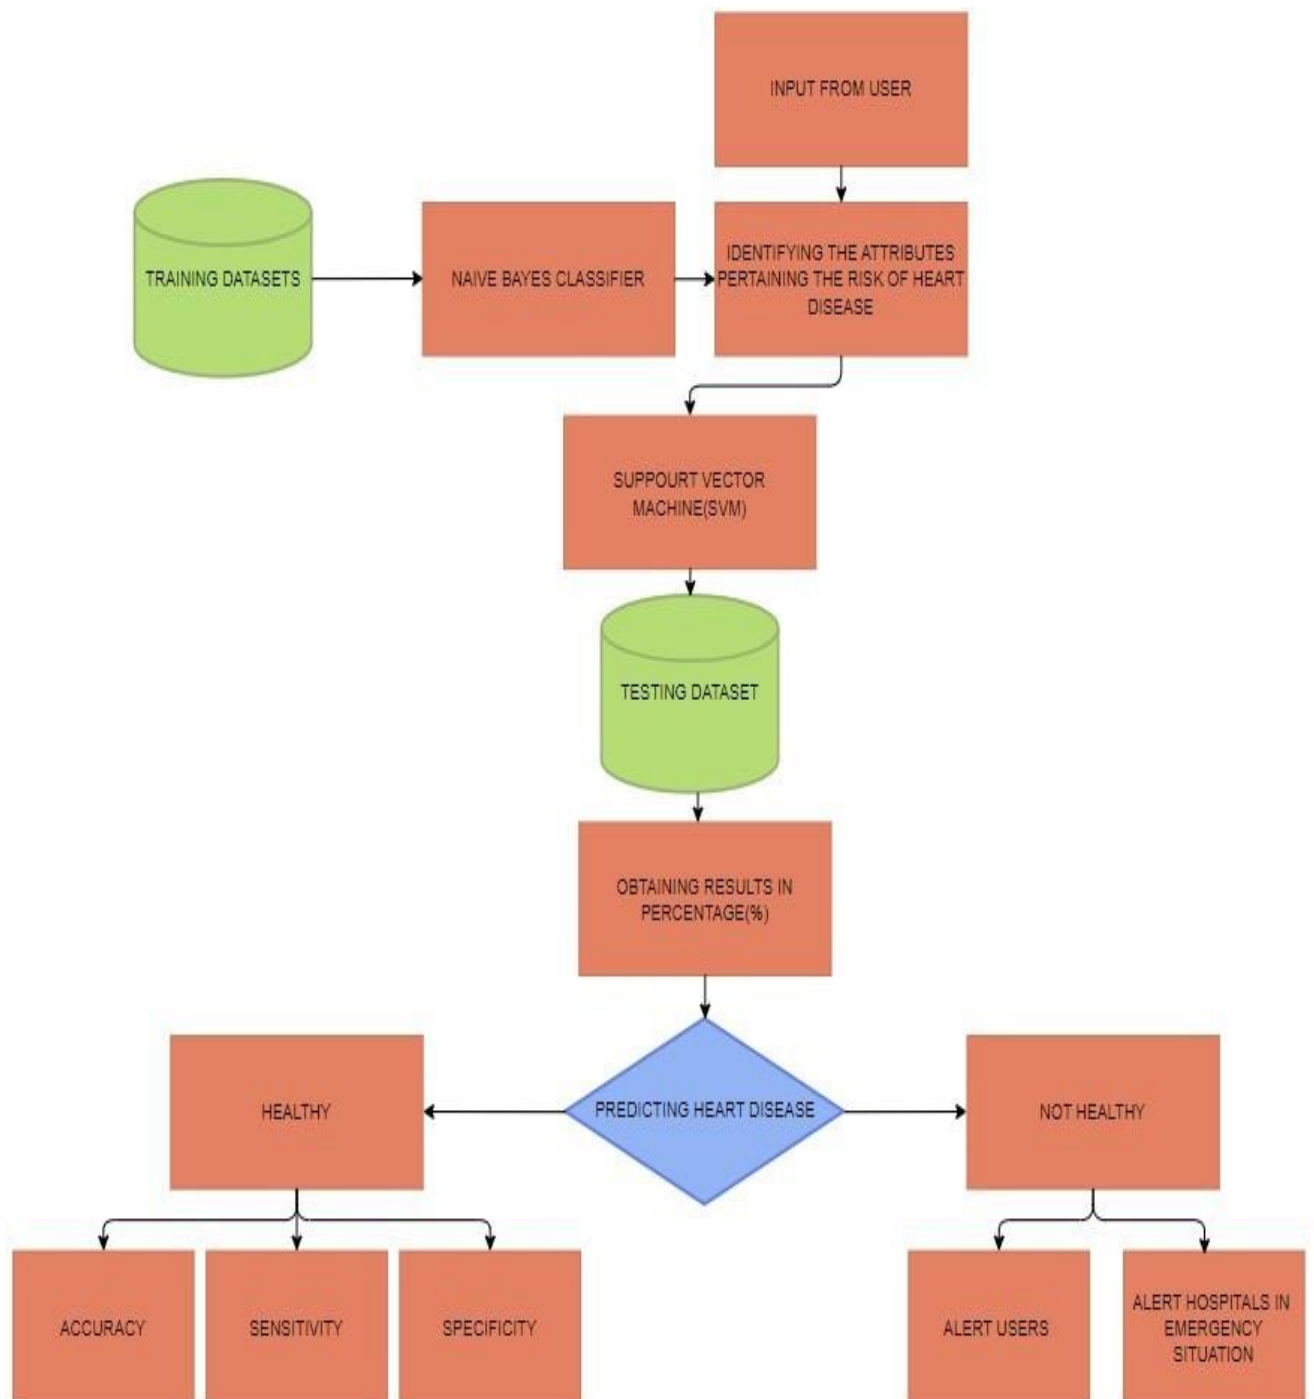 INPUT FROM USER
TRAINING DATASETS
NAIVE BAYES CLASSIFIER
IDENTIFYING THE ATTRIBUTES
PERTAINING THE RISK OF HEART
DISEASE
SUPPOURT VECTOR
MACHINE(SVM)
TESTING DATASET
OBTAINING RESULTS IN
PERCENTAGE(%)
HEALTHY
PREDICTING HEART DISEASE
NOT HEALTHY
ACCURACY
SENSITIVITY
SPECIFICITY
ALERT USERS
ALERT HOSPITALS IN
EMERGENCY
SITUATION